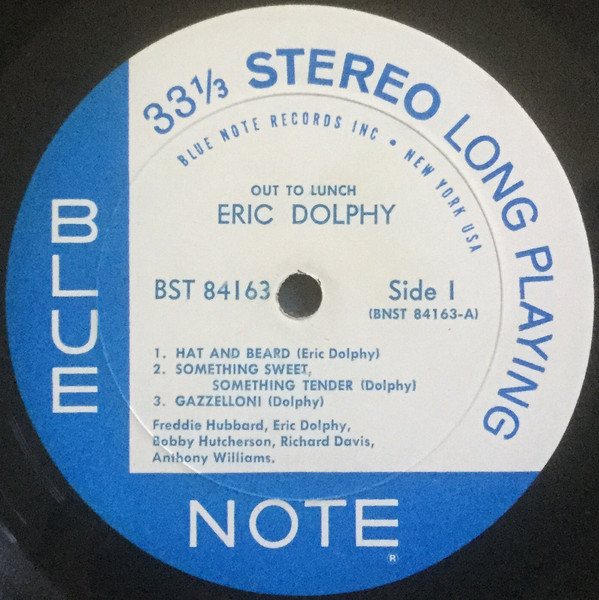 33⅓ STEREO LONG PLAYING
BLUE NOTE RECORDS INC • NEW YORK USA
OUT TO LUNCH
ERIC DOLPHY
BST 84163
Side 1
(BNST 84163-A)
1. HAT AND BEARD (Eric Dolphy)
2. SOMETHING SWEET,
SOMETHING TENDER (Dolphy)
3. GAZZELLONI (Dolphy)
Freddie Hubbard, Eric Dolphy,
Bobby Hutcherson, Richard Davis,
Anthony Williams.
BLUE
NOTE
®